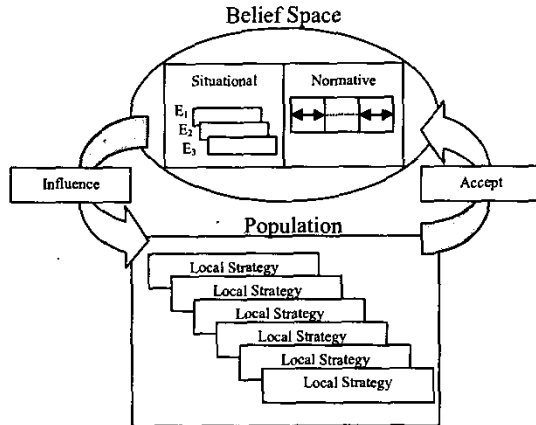 Belief Space
Situational
Normative
E1
E2
E3
Influence
Accept
Population
Local Strategy
Local Strategy
Local Strategy
Local Strategy
Local Strategy
Local Strategy